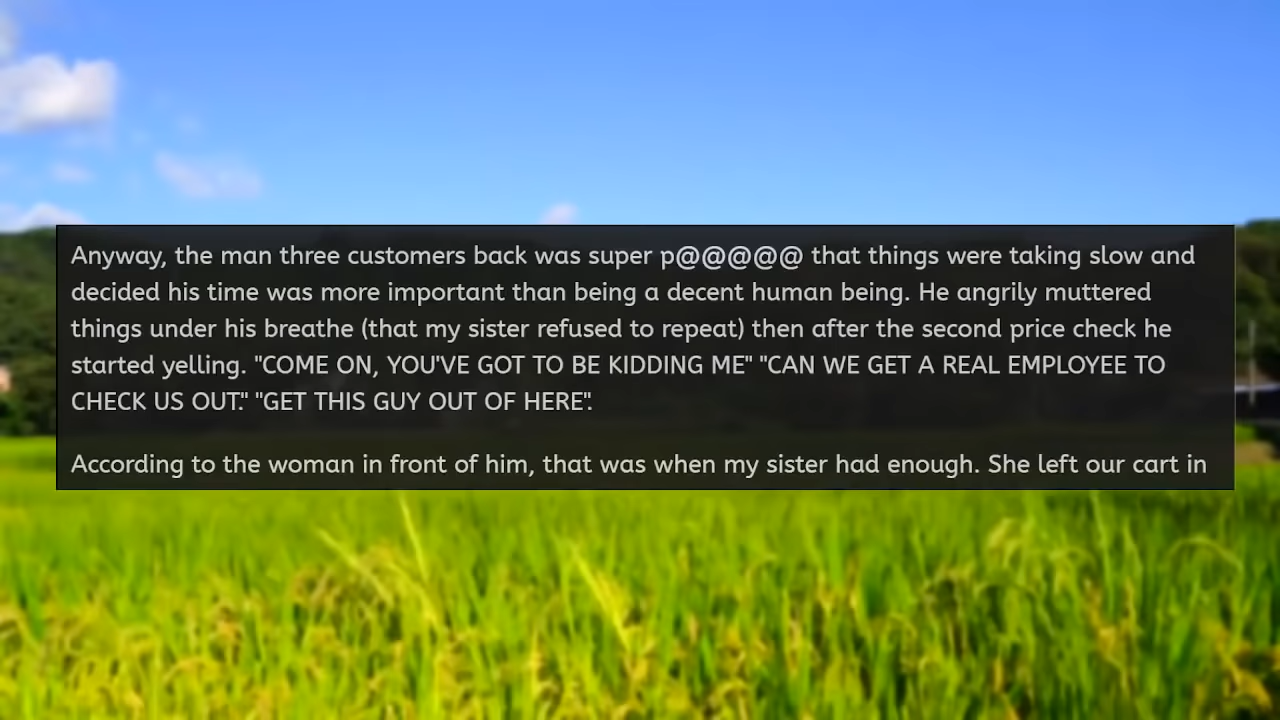 Anyway, the man three customers back was super p@@@@@ that things were taking slow and
decided his time was more important than being a decent human being. He angrily muttered
things under his breathe (that my sister refused to repeat) then after the second price check he
started yelling. "COME ON, YOU'VE GOT TO BE KIDDING ME" "CAN WE GET A REAL EMPLOYEE TO
CHECK US OUT." "GET THIS GUY OUT OF HERE".
According to the woman in front of him, that was when my sister had enough. She left our cart in